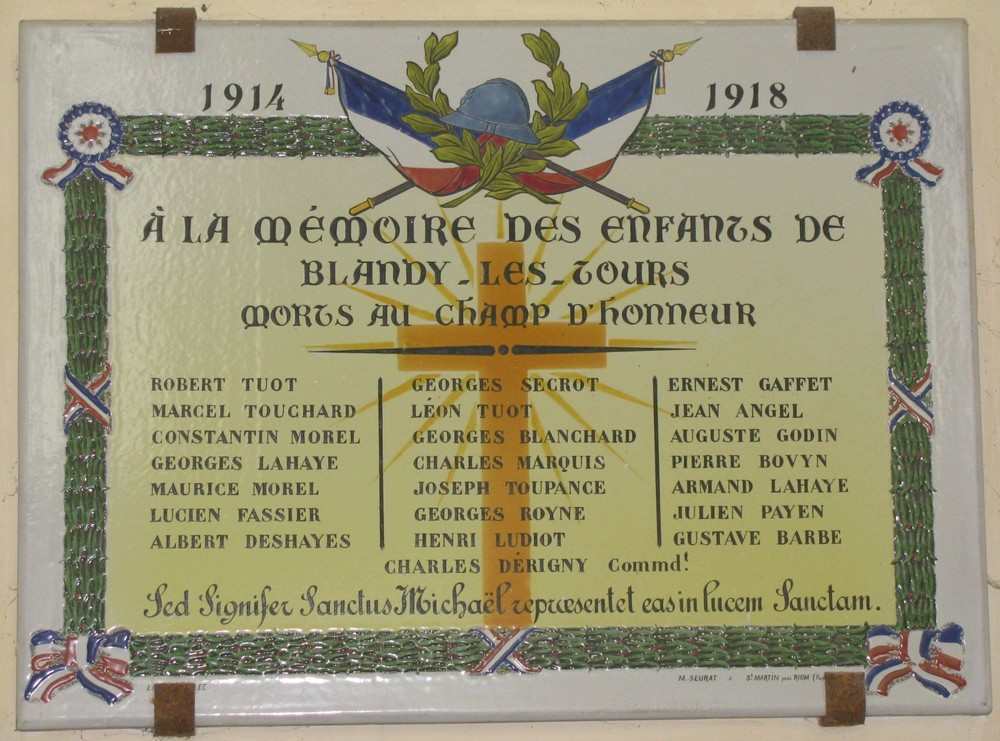 1914 1918
À LA MÉMOIRE DES ENFANTS DE
BLANDY-LES-TOURS
MORTS AU CHAMP D'HONNEUR
ROBERT TUOT
MARCEL TOUCHARD
CONSTANTIN MOREL
GEORGES LAHAYE
MAURICE MOREL
LUCIEN FASSIER
ALBERT DESHAYES
GEORGES SECROT
LÉON TUOT
GEORGES BLANCHARD
CHARLES MARQUIS
JOSEPH TOUPANCE
GEORGES ROYNE
HENRI LUDIOT
ERNEST GAFFET
JEAN ANGEL
AUGUSTE GODIN
PIERRE BOVYN
ARMAND LAHAYE
JULIEN PAYEN
GUSTAVE BARBE
CHARLES DÉRIGNY Commdt.
Sed Signifer Sanctus Michaël repræsentet eas in lucem Sanctam.
M. SEURAT à St MARTIN près RIOM